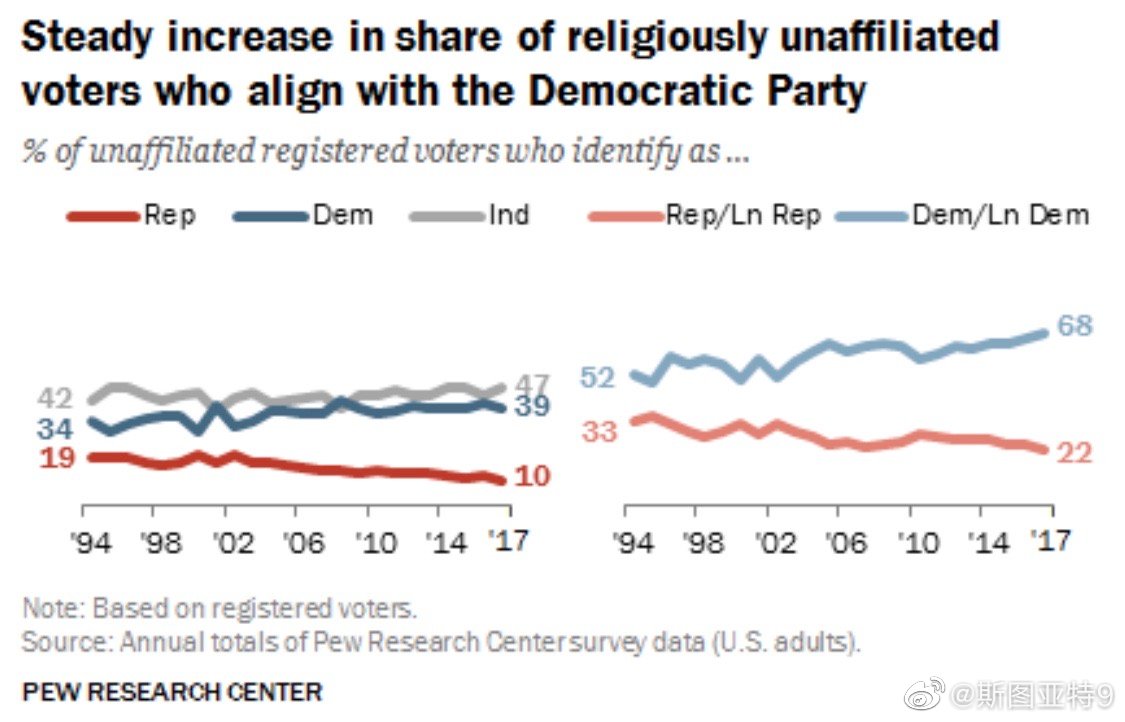 Steady increase in share of religiously unaffiliated
voters who align with the Democratic Party
% of unaffiliated registered voters who identify as ...
Rep Dem Ind Rep/Ln Rep Dem/Ln Dem
42 47
34 39
19 10
'94 '98 '02 '06 '10 '14 '17
52 68
33 22
'94 '98 '02 '06 '10 '14 '17
Note: Based on registered voters.
Source: Annual totals of Pew Research Center survey data (U.S. adults).
PEW RESEARCH CENTER
@斯图亚特9